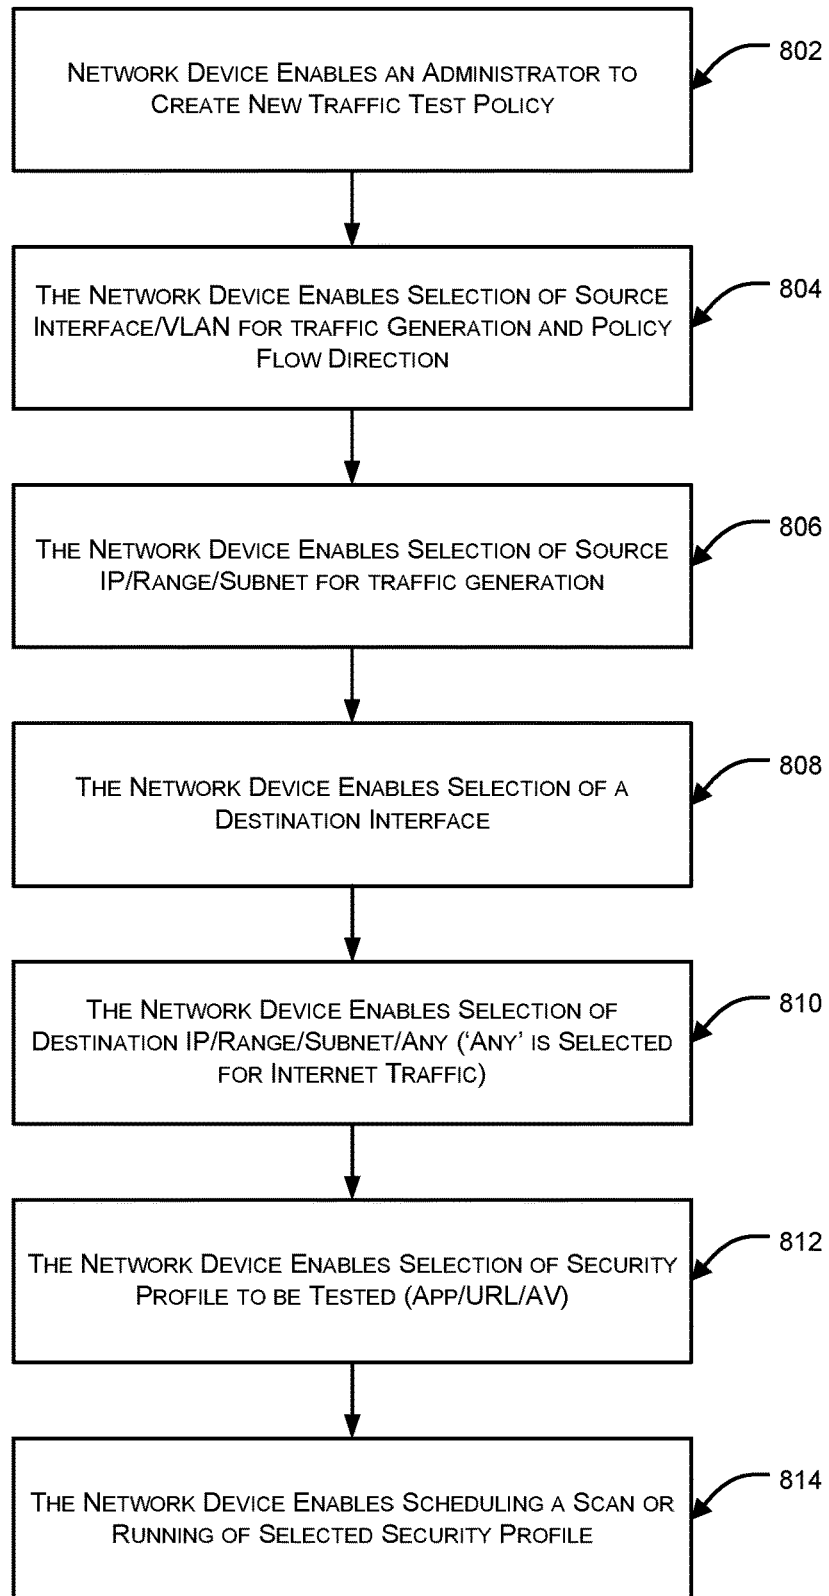 NETWORK DEVICE ENABLES AN ADMINISTRATOR TO
CREATE NEW TRAFFIC TEST POLICY
802
THE NETWORK DEVICE ENABLES SELECTION OF SOURCE
INTERFACE/VLAN FOR TRAFFIC GENERATION AND POLICY
FLOW DIRECTION
804
THE NETWORK DEVICE ENABLES SELECTION OF SOURCE
IP/RANGE/SUBNET FOR TRAFFIC GENERATION
806
THE NETWORK DEVICE ENABLES SELECTION OF A
DESTINATION INTERFACE
808
THE NETWORK DEVICE ENABLES SELECTION OF
DESTINATION IP/RANGE/SUBNET/ANY (‘ANY’ IS SELECTED
FOR INTERNET TRAFFIC)
810
THE NETWORK DEVICE ENABLES SELECTION OF SECURITY
PROFILE TO BE TESTED (APP/URL/AV)
812
THE NETWORK DEVICE ENABLES SCHEDULING A SCAN OR
RUNNING OF SELECTED SECURITY PROFILE
814